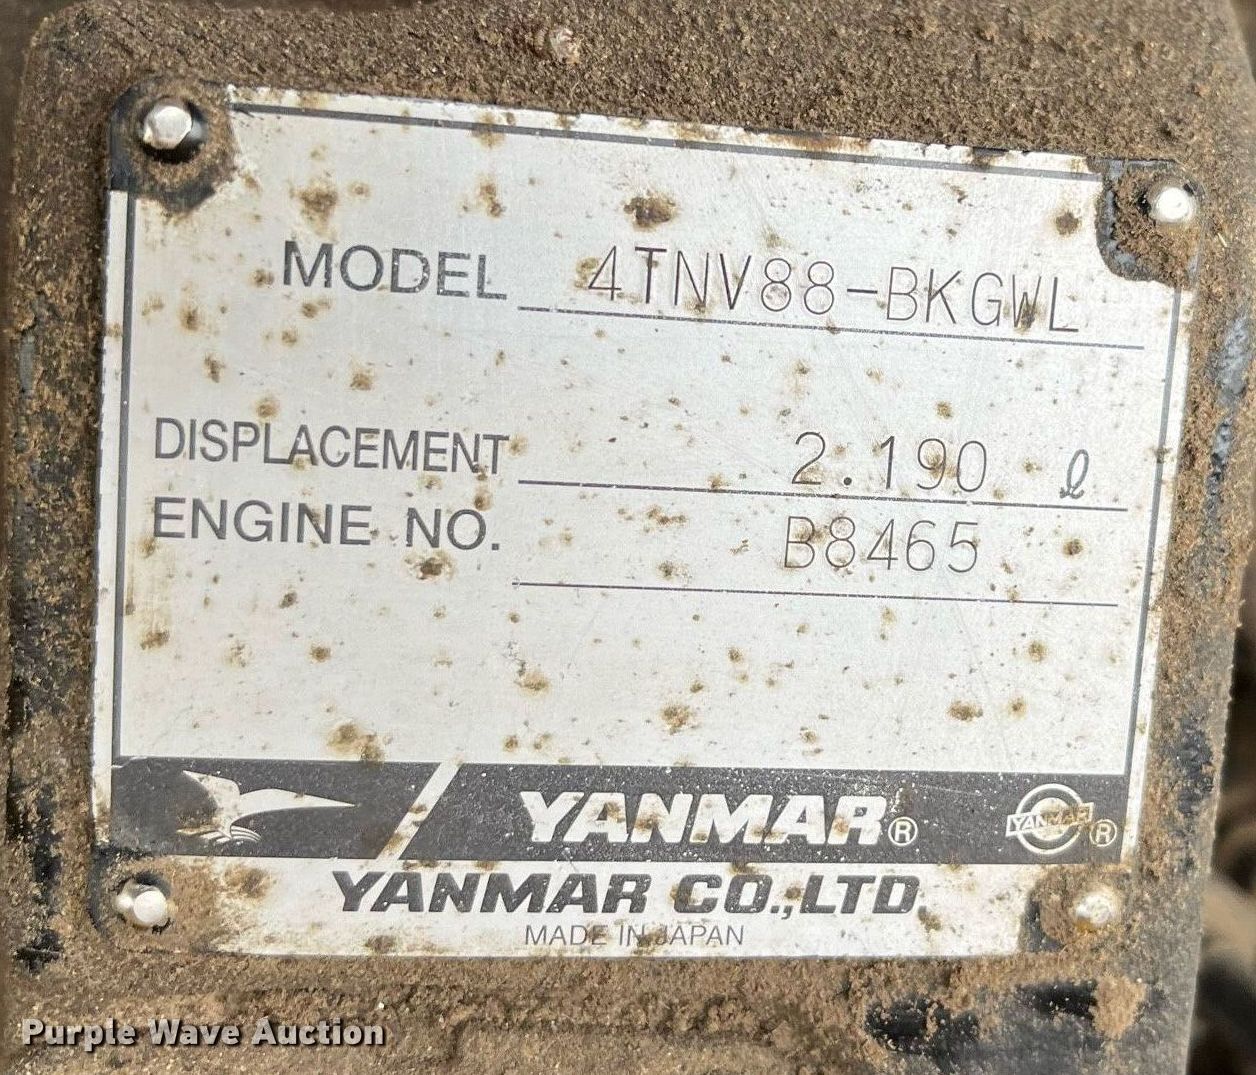 MODEL 4TNV88-BKGWL
DISPLACEMENT 2.190 ℓ
ENGINE NO. B8465
YANMAR® YANMAR ®
YANMAR CO.,LTD.
MADE IN JAPAN
Purple Wave Auction